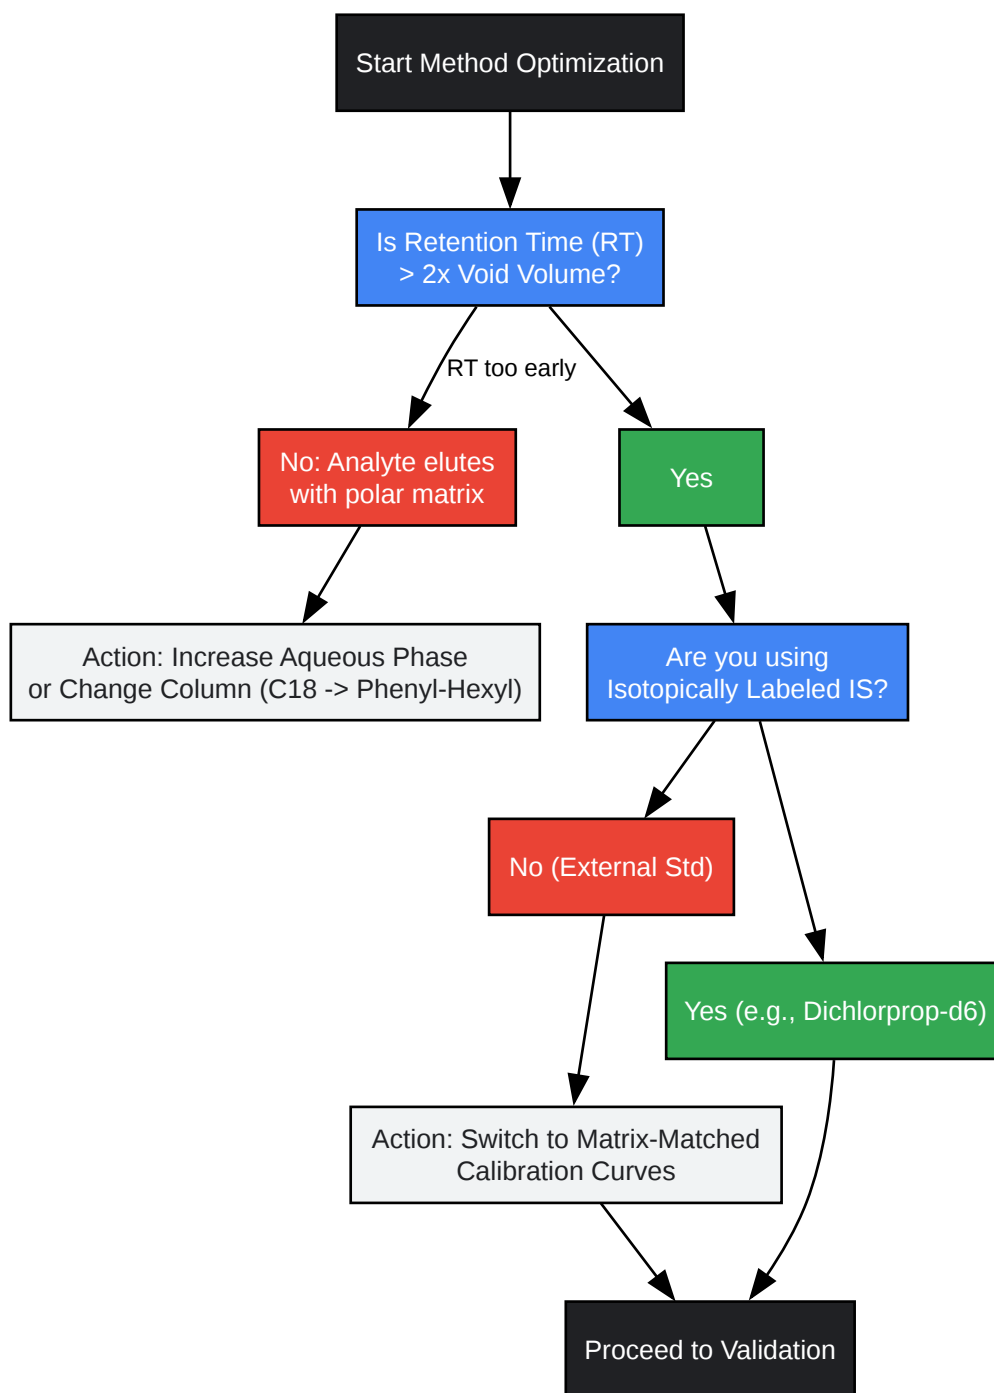 Start Method Optimization
Is Retention Time (RT)
> 2x Void Volume?
RT too early
No: Analyte elutes
with polar matrix
Yes
Action: Increase Aqueous Phase
or Change Column (C18 -> Phenyl-Hexyl)
Are you using
Isotopically Labeled IS?
No (External Std)
Yes (e.g., Dichlorprop-d6)
Action: Switch to Matrix-Matched
Calibration Curves
Proceed to Validation